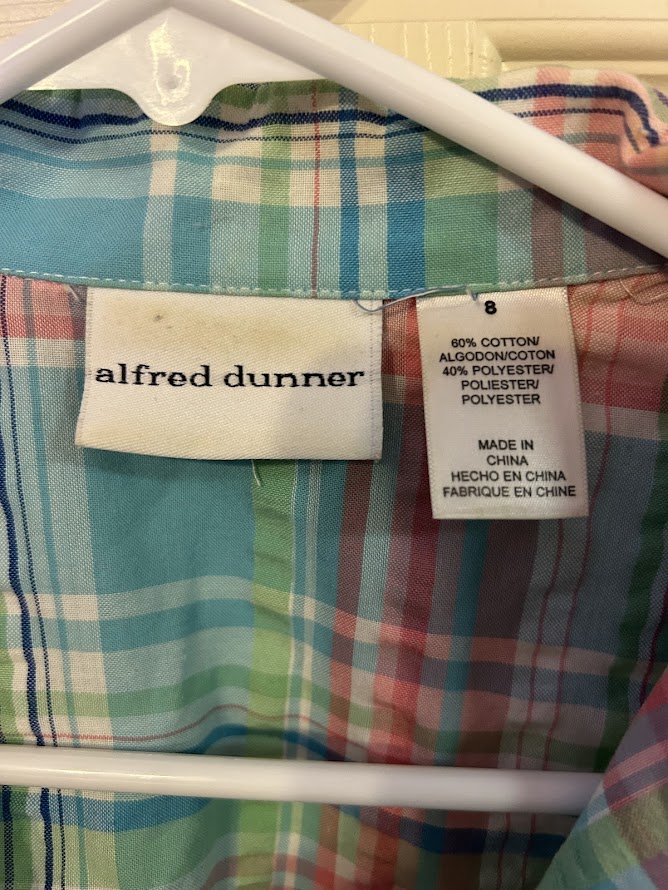 alfred dunner
8
60% COTTON/
ALGODON/COTON
40% POLYESTER/
POLIESTER/
POLYESTER
MADE IN
CHINA
HECHO EN CHINA
FABRIQUE EN CHINE